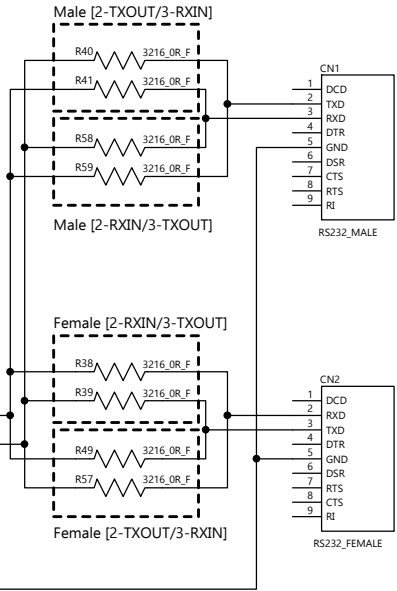 Male [2-TXOUT/3-RXIN]
R40 3216_0R_F
R41 3216_0R_F
R58 3216_0R_F
R59 3216_0R_F
Male [2-RXIN/3-TXOUT]
CN1
1 DCD
2 TXD
3 RXD
4 DTR
5 GND
6 DSR
7 CTS
8 RTS
9 RI
RS232_MALE
Female [2-RXIN/3-TXOUT]
R38 3216_0R_F
R39 3216_0R_F
R49 3216_0R_F
R57 3216_0R_F
Female [2-TXOUT/3-RXIN]
CN2
1 DCD
2 RXD
3 TXD
4 DTR
5 GND
6 DSR
7 RTS
8 CTS
9 RI
RS232_FEMALE